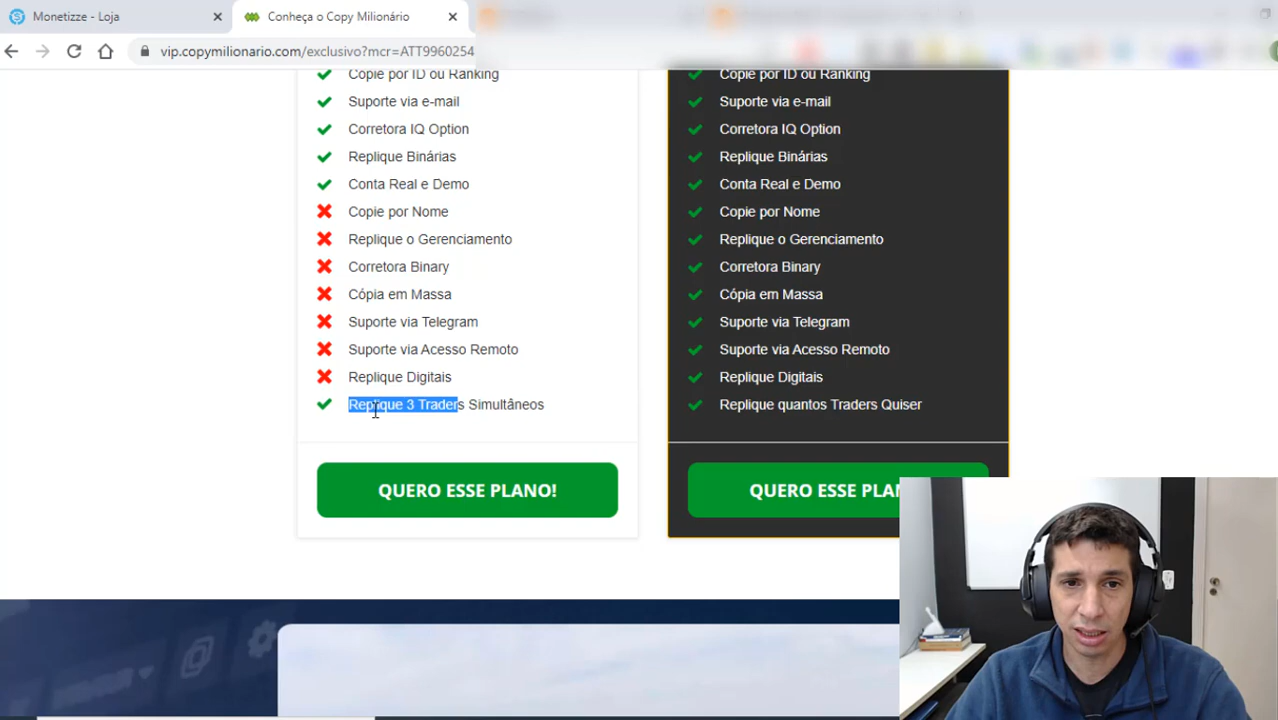 Monetizze - Loja
Conheça o Copy Milionário
vip.copymilionario.com/exclusivo?mcr=ATT9960254
Copie por ID ou Ranking
Suporte via e-mail
Corretora IQ Option
Replique Binárias
Conta Real e Demo
Copie por Nome
Replique o Gerenciamento
Corretora Binary
Cópia em Massa
Suporte via Telegram
Suporte via Acesso Remoto
Replique Digitais
Replique 3 Traders Simultâneos
QUERO ESSE PLANO!
Copie por ID ou Ranking
Suporte via e-mail
Corretora IQ Option
Replique Binárias
Conta Real e Demo
Copie por Nome
Replique o Gerenciamento
Corretora Binary
Cópia em Massa
Suporte via Telegram
Suporte via Acesso Remoto
Replique Digitais
Replique quantos Traders Quiser
QUERO ESSE PLAN